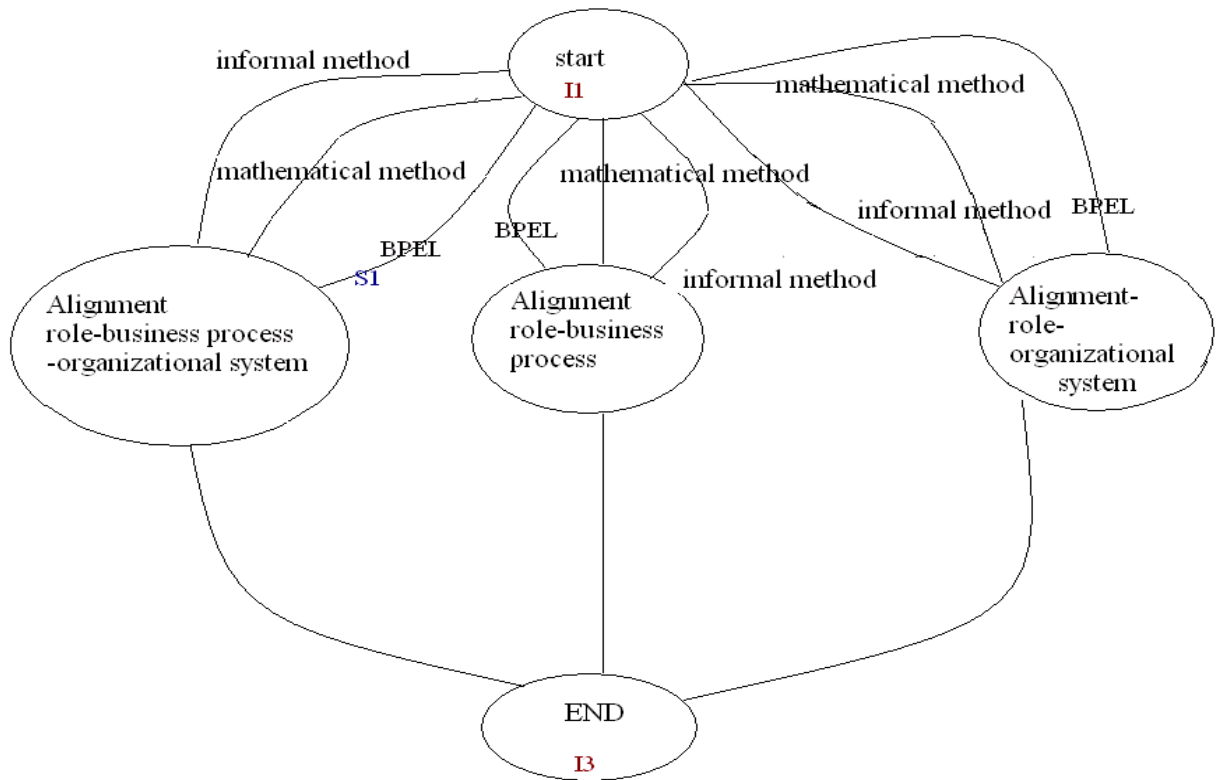 start
I1
informal method
mathematical method
mathematical method
mathematical method
informal method
BPEL
BPEL
BPEL
S1
informal method
Alignment
role-business process
-organizational system
Alignment
role-business
process
Alignment-
role-
organizational
system
END
I3